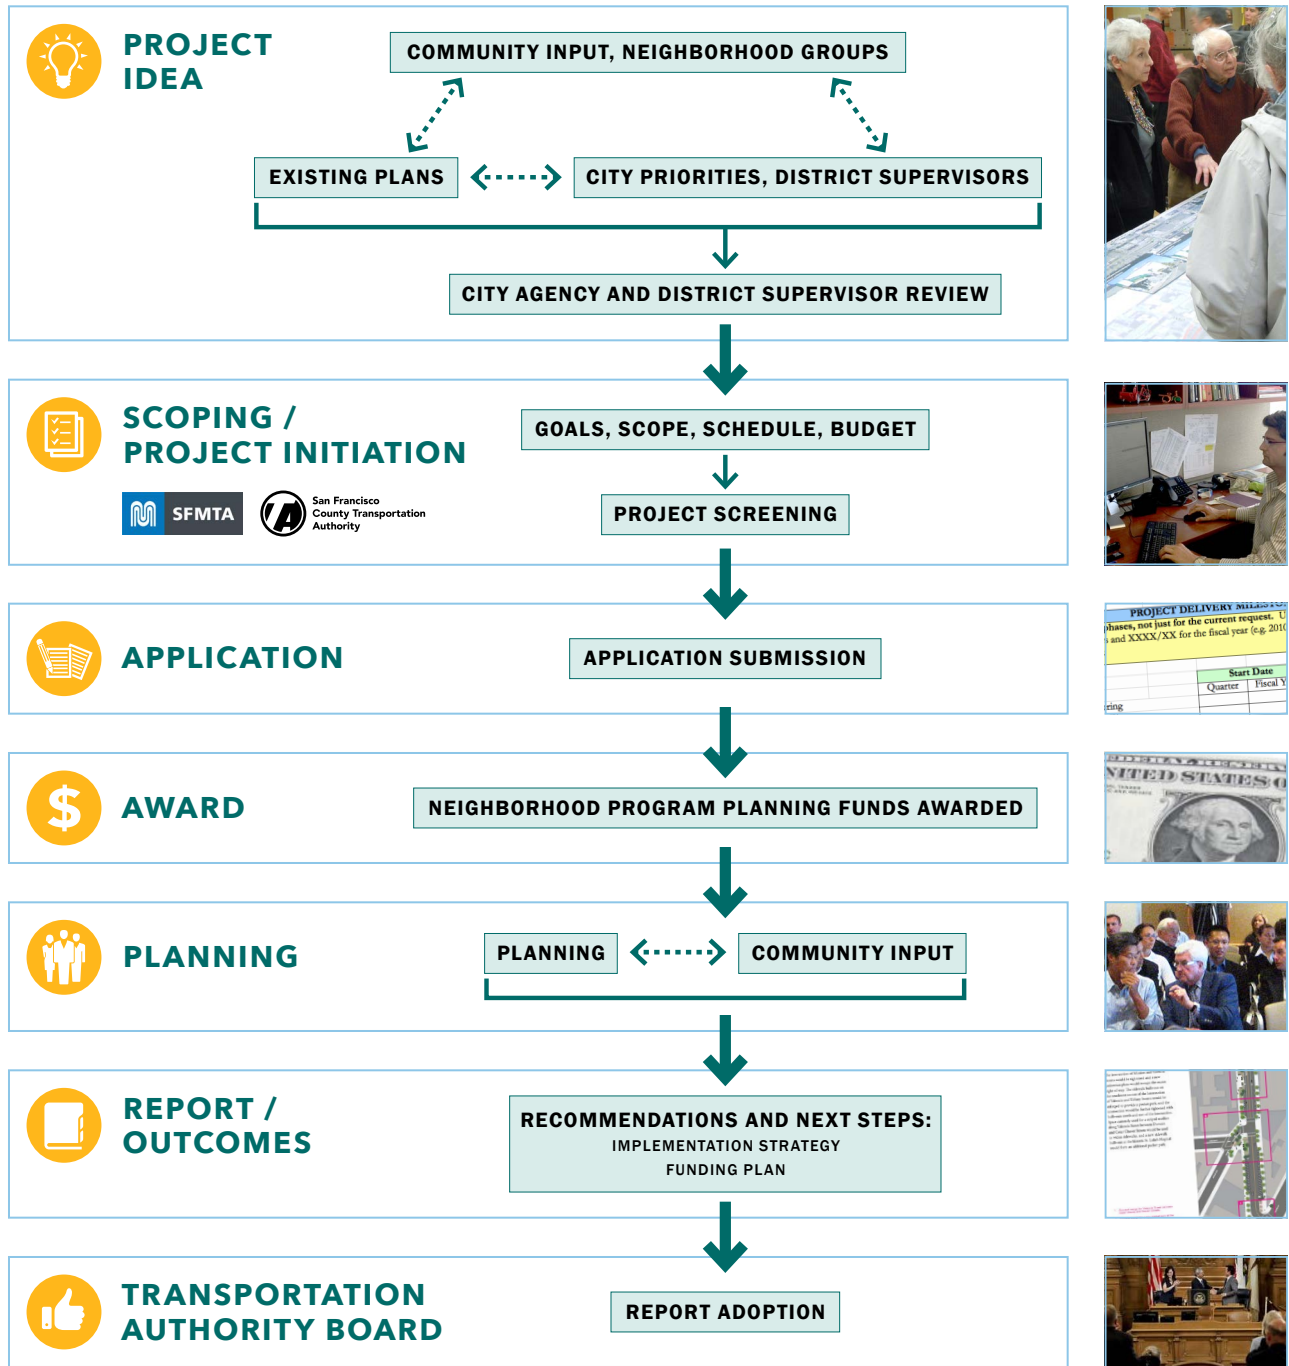 PROJECT
IDEA
COMMUNITY INPUT, NEIGHBORHOOD GROUPS
EXISTING PLANS
CITY PRIORITIES, DISTRICT SUPERVISORS
CITY AGENCY AND DISTRICT SUPERVISOR REVIEW
SCOPING /
PROJECT INITIATION
SFMTA
San Francisco
County Transportation
Authority
GOALS, SCOPE, SCHEDULE, BUDGET
PROJECT SCREENING
APPLICATION
APPLICATION SUBMISSION
PROJECT DELIVERY
phases, not just for the current request.
s and XXXX/XX for the fiscal year (e.g. 2010
Start Date
Quarter Fiscal Y
ring
AWARD
$
NEIGHBORHOOD PROGRAM PLANNING FUNDS AWARDED
UNITED STATES O
PLANNING
PLANNING
COMMUNITY INPUT
REPORT /
OUTCOMES
RECOMMENDATIONS AND NEXT STEPS:
IMPLEMENTATION STRATEGY
FUNDING PLAN
TRANSPORTATION
AUTHORITY BOARD
REPORT ADOPTION